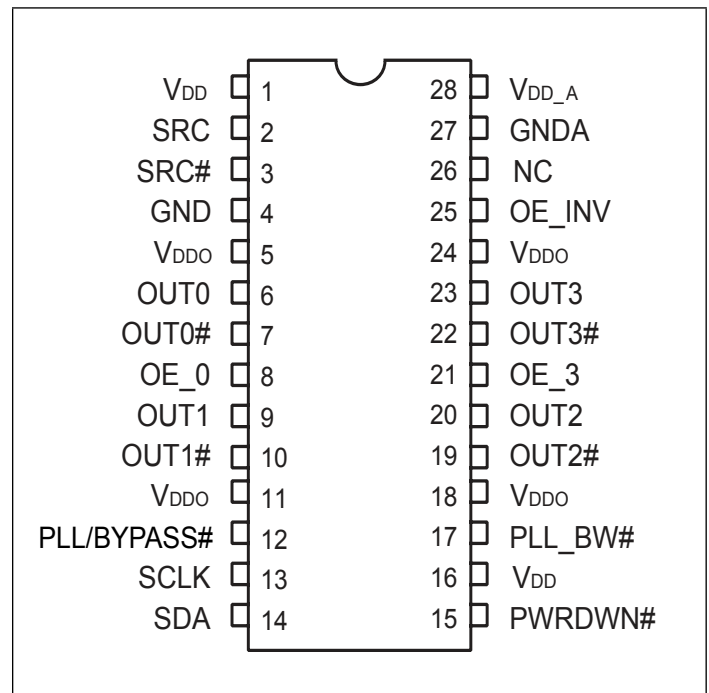 VDD 1 28 VDD_A
SRC 2 27 GNDA
SRC# 3 26 NC
GND 4 25 OE_INV
VDDO 5 24 VDDO
OUT0 6 23 OUT3
OUT0# 7 22 OUT3#
OE_0 8 21 OE_3
OUT1 9 20 OUT2
OUT1# 10 19 OUT2#
VDDO 11 18 VDDO
PLL/BYPASS# 12 17 PLL_BW#
SCLK 13 16 VDD
SDA 14 15 PWRDWN#